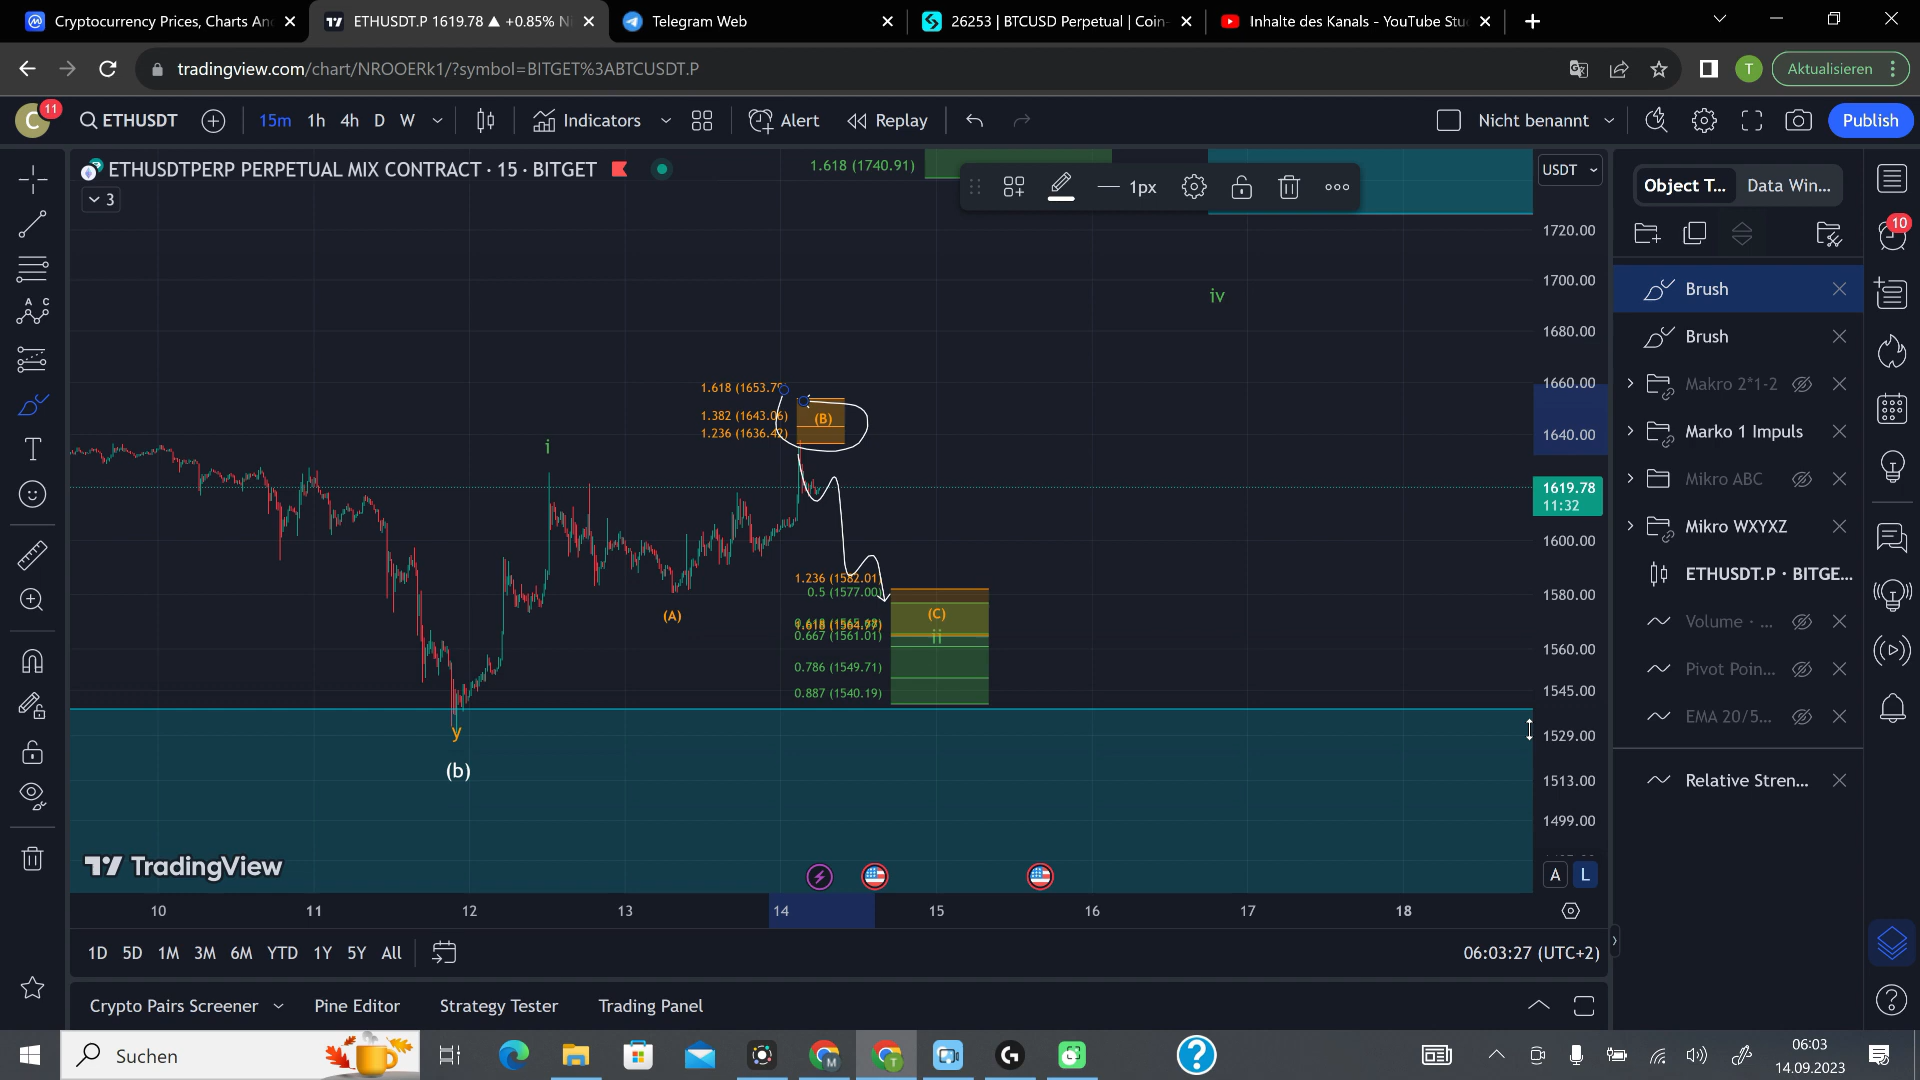 Cryptocurrency Prices, Charts An
ETHUSDT.P 1619.78 ▲ +0.85% N
Telegram Web
26253 | BTCUSD Perpetual | Coin-
Inhalte des Kanals - YouTube Stu
tradingview.com/chart/NROOERk1/?symbol=BITGET%3ABTCUSDT.P
T
Aktualisieren
C
11
ETHUSDT
15m 1h 4h D W
Indicators
Alert
Replay
Nicht benannt
Publish
ETHUSDTPERP PERPETUAL MIX CONTRACT · 15 · BITGET
3
1.618 (1740.91)
1px
USDT
Object T...
Data Win...
10
1720.00
1700.00
1680.00
1660.00
1640.00
1619.78
11:32
1600.00
1580.00
1560.00
1545.00
1529.00
1513.00
1499.00
A L
iv
i
1.618 (1653.79
1.382 (1643.06)
1.236 (1636.42)
(B)
(A)
1.236 (1582.01)
0.5 (1577.00)
0.667 (1561.01)
0.786 (1549.71)
0.887 (1540.19)
(C)
ii
y
(b)
TradingView
10 11 12 13 14 15 16 17 18
Brush
Brush
Makro 2*1-2
Marko 1 Impuls
Mikro ABC
Mikro WXYXZ
ETHUSDT.P · BITGE...
Volume · ...
Pivot Poin...
EMA 20/5...
Relative Stren...
1D 5D 1M 3M 6M YTD 1Y 5Y All
06:03:27 (UTC+2)
Crypto Pairs Screener
Pine Editor
Strategy Tester
Trading Panel
Suchen
M
T
06:03
14.09.2023